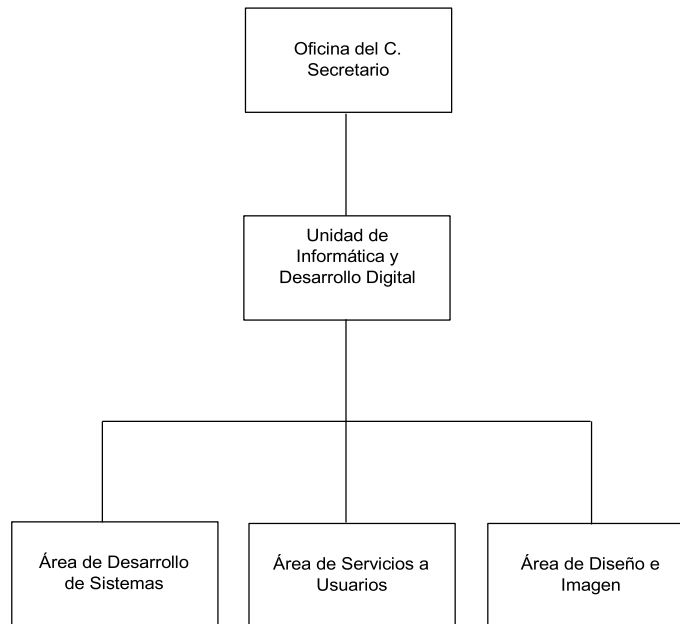 Oficina del C.
Secretario
Unidad de
Informática y
Desarrollo Digital
Área de Desarrollo
de Sistemas
Área de Servicios a
Usuarios
Área de Diseño e
Imagen